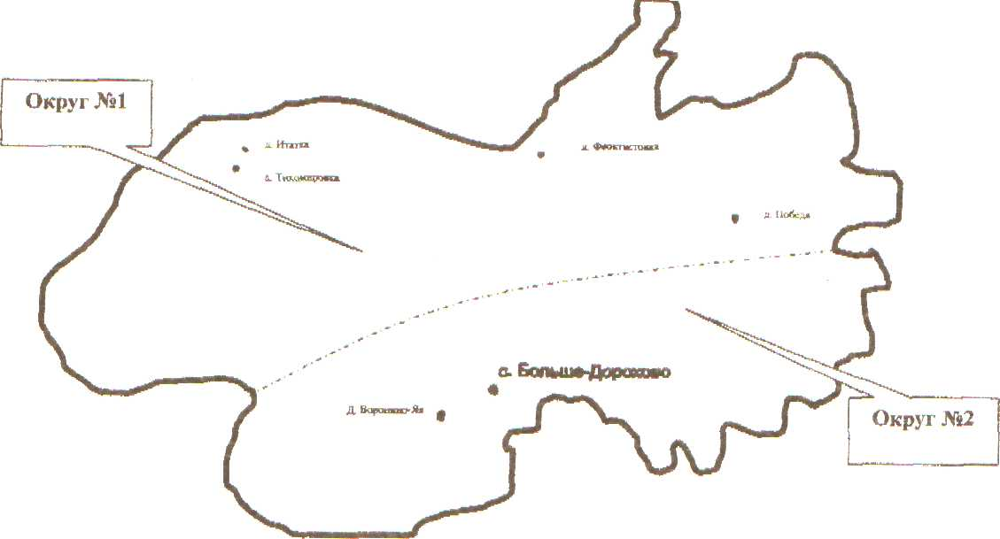 Округ №1
д. Итатка
д. Феоктистовка
с. Тихомировка
д. Победа
с. Больше-Дорохово
Д. Воронино-Яя
Округ №2